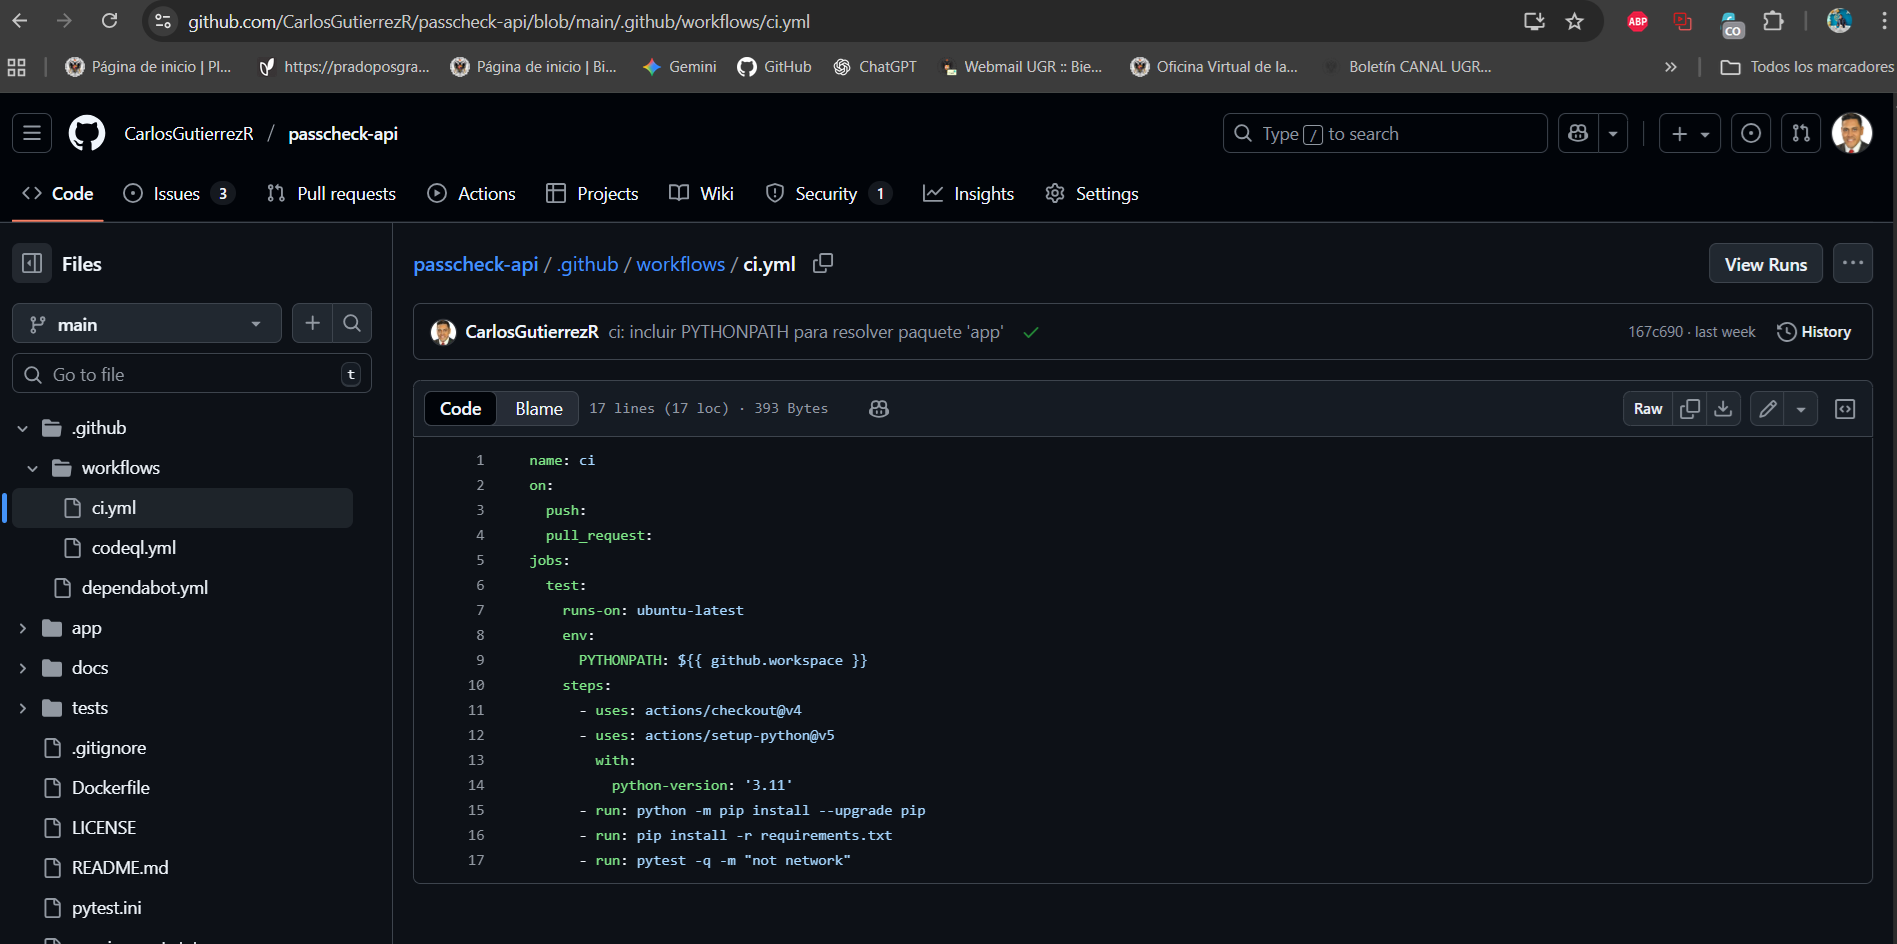 github.com/CarlosGutierrezR/passcheck-api/blob/main/.github/workflows/ci.yml
ABP
CO
Página de inicio | Pl...
https://pradoposgra...
Página de inicio | Bi...
Gemini
GitHub
ChatGPT
Webmail UGR :: Bie...
Oficina Virtual de la...
Boletín CANAL UGR...
»
Todos los marcadores
CarlosGutierrezR / passcheck-api
Type / to search
Code
Issues 3
Pull requests
Actions
Projects
Wiki
Security 1
Insights
Settings
Files
main
Go to file
t
.github
workflows
ci.yml
codeql.yml
dependabot.yml
app
docs
tests
.gitignore
Dockerfile
LICENSE
README.md
pytest.ini
passcheck-api / .github / workflows / ci.yml
View Runs
CarlosGutierrezR ci: incluir PYTHONPATH para resolver paquete 'app'
167c690 · last week
History
Code
Blame
17 lines (17 loc) · 393 Bytes
Raw
1 name: ci
2 on:
3 push:
4 pull_request:
5 jobs:
6 test:
7 runs-on: ubuntu-latest
8 env:
9 PYTHONPATH: ${{ github.workspace }}
10 steps:
11 - uses: actions/checkout@v4
12 - uses: actions/setup-python@v5
13 with:
14 python-version: '3.11'
15 - run: python -m pip install --upgrade pip
16 - run: pip install -r requirements.txt
17 - run: pytest -q -m "not network"